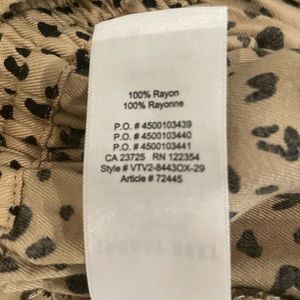 100% Rayon
100% Rayonne
P.O. # 4500103439
P.O. # 4500103440
P.O. # 4500103441
CA 23725 RN 122354
Style # VTV2-8443OX-29
Article # 72445